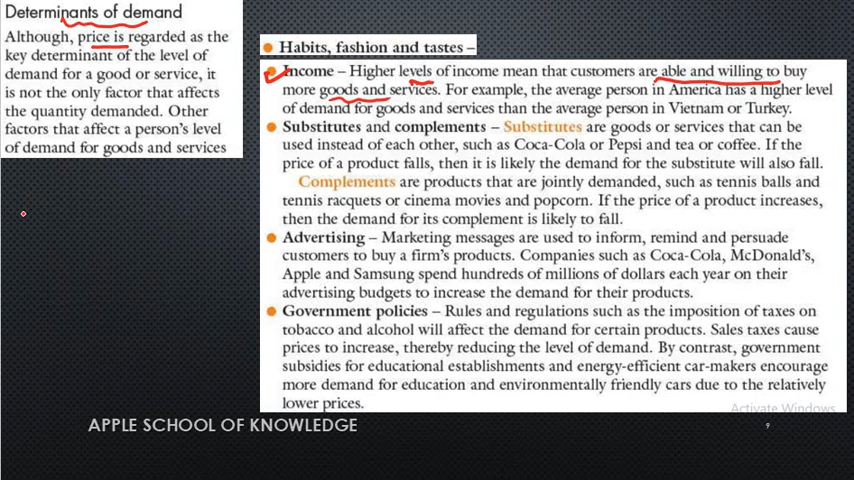 Determinants of demand
Although, price is regarded as the
key determinant of the level of
demand for a good or service, it
is not the only factor that affects
the quantity demanded. Other
factors that affect a person's level
of demand for goods and services
Habits, fashion and tastes –
Income – Higher levels of income mean that customers are able and willing to buy
more goods and services. For example, the average person in America has a higher level
of demand for goods and services than the average person in Vietnam or Turkey.
Substitutes and complements – Substitutes are goods or services that can be
used instead of each other, such as Coca-Cola or Pepsi and tea or coffee. If the
price of a product falls, then it is likely the demand for the substitute will also fall.
Complements are products that are jointly demanded, such as tennis balls and
tennis racquets or cinema movies and popcorn. If the price of a product increases,
then the demand for its complement is likely to fall.
Advertising – Marketing messages are used to inform, remind and persuade
customers to buy a firm's products. Companies such as Coca-Cola, McDonald's,
Apple and Samsung spend hundreds of millions of dollars each year on their
advertising budgets to increase the demand for their products.
Government policies – Rules and regulations such as the imposition of taxes on
tobacco and alcohol will affect the demand for certain products. Sales taxes cause
prices to increase, thereby reducing the level of demand. By contrast, government
subsidies for educational establishments and energy-efficient car-makers encourage
more demand for education and environmentally friendly cars due to the relatively
lower prices.
Activate Windows
APPLE SCHOOL OF KNOWLEDGE
9